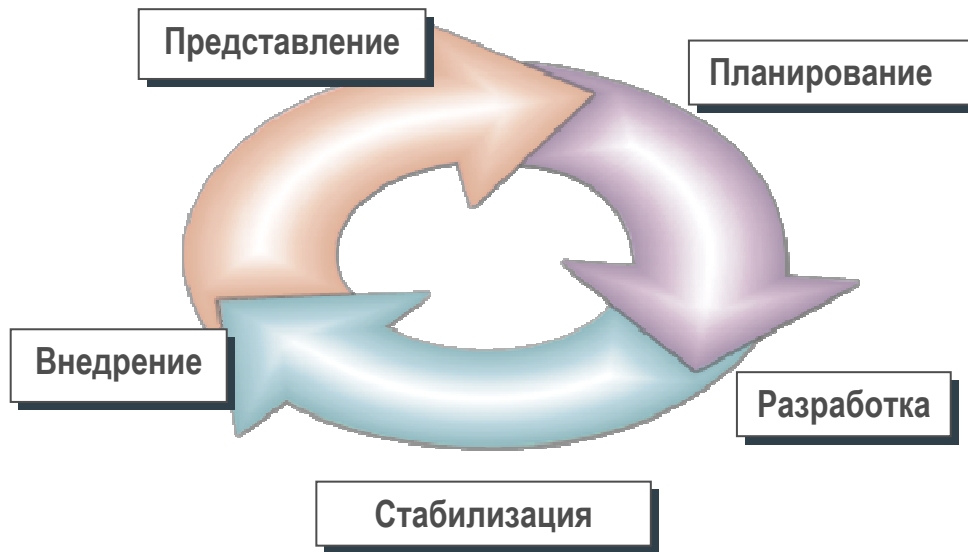 Представление
Планирование
Разработка
Стабилизация
Внедрение